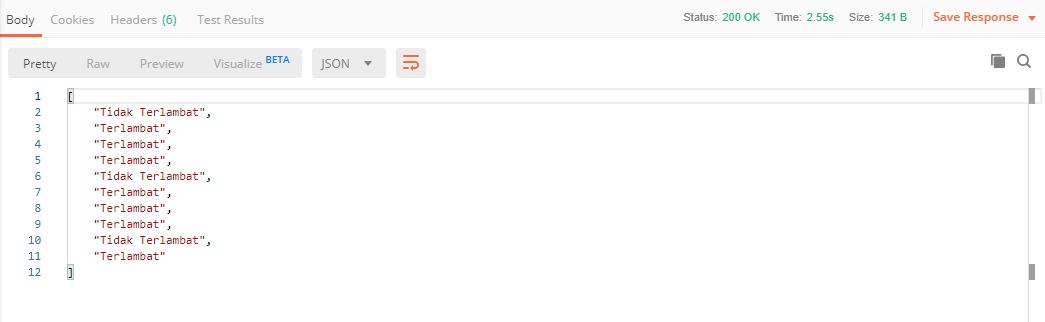 Body Cookies Headers (6) Test Results Status: 200 OK Time: 2.55s Size: 341 B Save Response
Pretty Raw Preview Visualize BETA JSON
1 [
2 "Tidak Terlambat",
3 "Terlambat",
4 "Terlambat",
5 "Terlambat",
6 "Tidak Terlambat",
7 "Terlambat",
8 "Terlambat",
9 "Terlambat",
10 "Tidak Terlambat",
11 "Terlambat"
12 ]